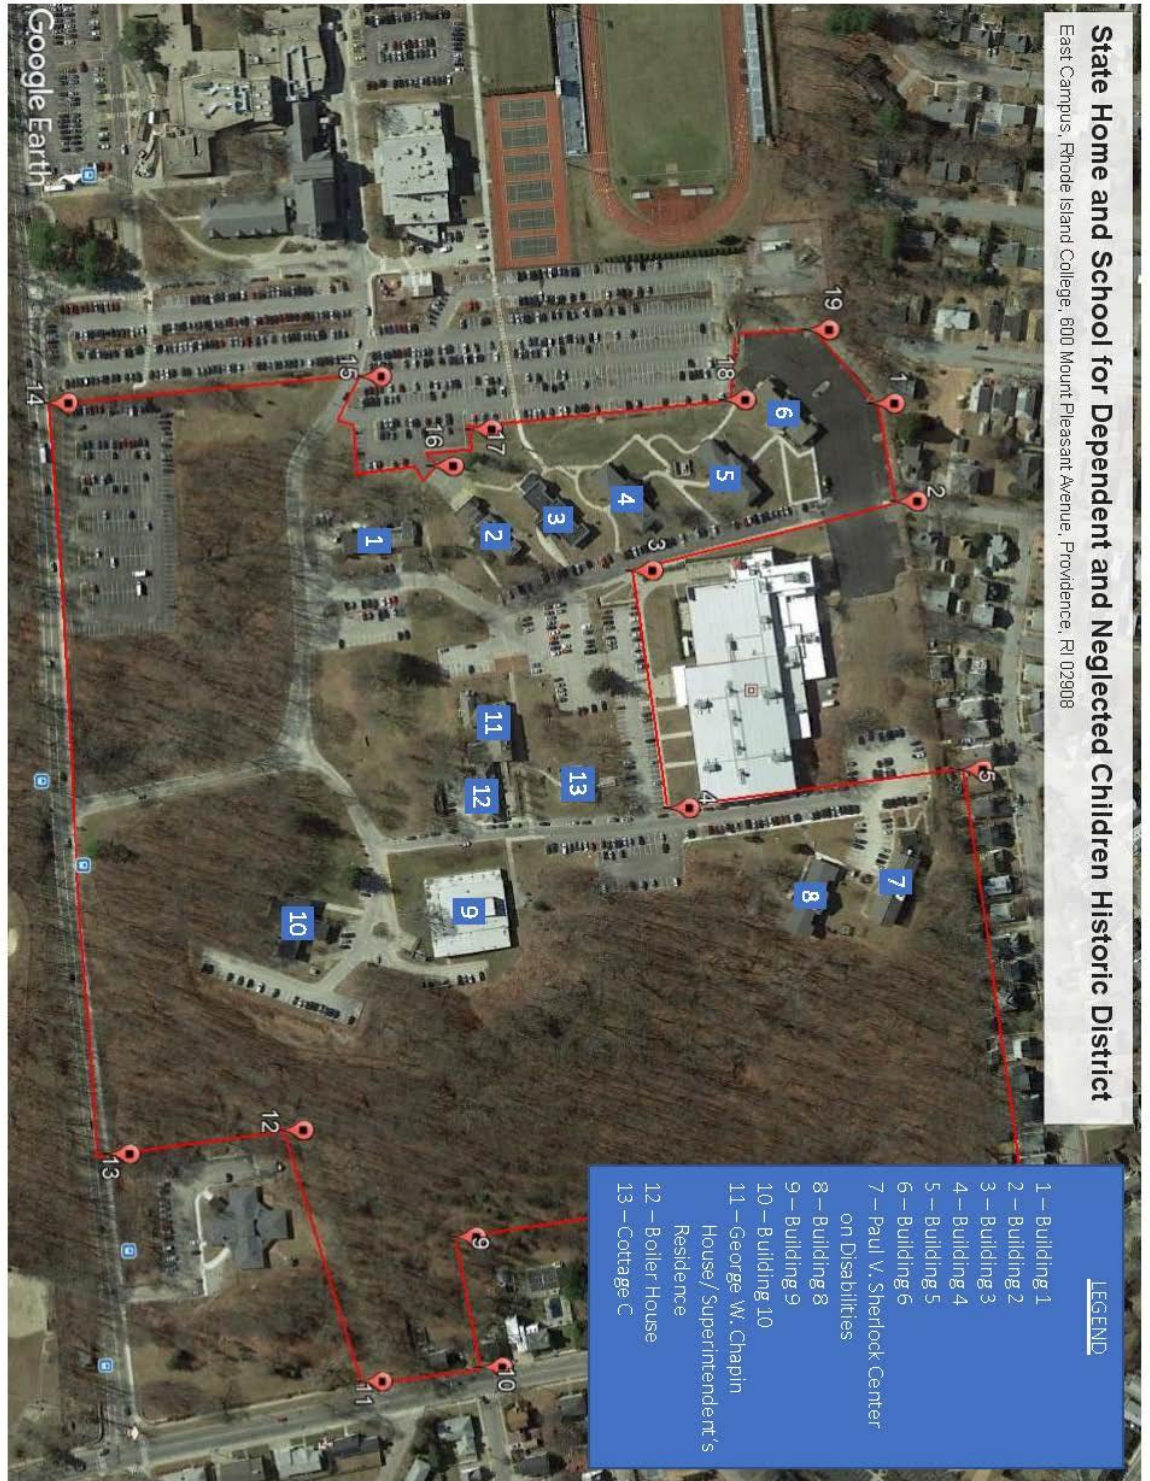 State Home and School for Dependent and Neglected Children Historic District
East Campus, Rhode Island College, 600 Mount Pleasant Avenue, Providence, RI 02908
LEGEND
1 – Building 1
2 – Building 2
3 – Building 3
4 – Building 4
5 – Building 5
6 – Building 6
7 – Paul V. Sherlock Center
on Disabilities
8 – Building 8
9 – Building 9
10 – Building 10
11 – George W. Chapin
House/ Superintendent's
Residence
12 – Boiler House
13 – Cottage C
19
1
2
18
6
5
4
3
2
1
17
16
15
14
3
4
5
7
8
11
12
13
9
10
12
13
9
10
11
Google Earth